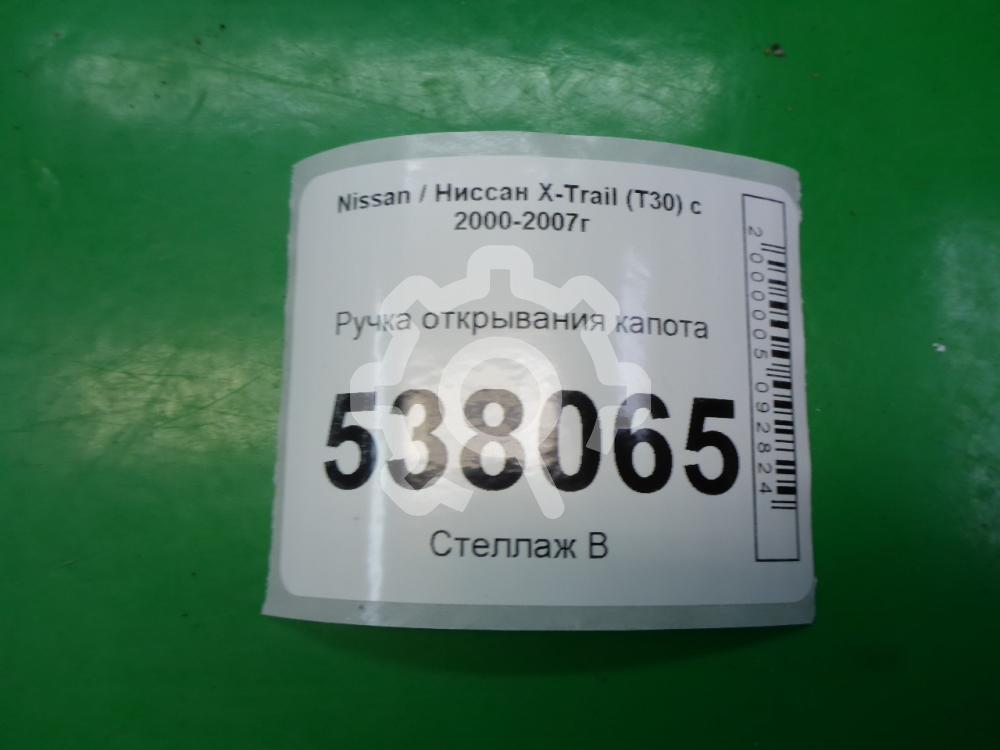 Nissan / Ниссан X-Trail (T30) с
2000-2007г
Ручка открывания капота
538065
Стеллаж В
2000005092824